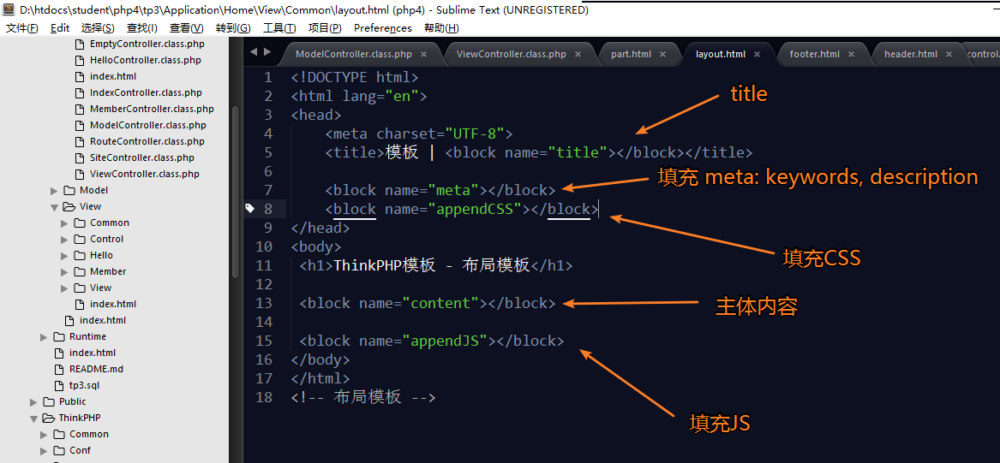 D:\htdocs\student\php4\tp3\Application\Home\View\Common\layout.html (php4) - Sublime Text (UNREGISTERED)
文件(F) Edit 选择(S) 查找(I) 查看(V) 转到(G) 工具(T) 项目(P) Preferences 帮助(H)
EmptyController.class.php
HelloController.class.php
index.html
IndexController.class.php
MemberController.class.php
ModelController.class.php
RouteController.class.php
SiteController.class.php
ViewController.class.php
Model
View
Common
Control
Hello
Member
View
index.html
index.html
Runtime
index.html
README.md
tp3.sql
Public
ThinkPHP
Common
Conf
ModelController.class.php × ViewController.class.php × part.html × layout.html × footer.html × header.html × control.
1 <!DOCTYPE html>
2 <html lang="en">
3 <head>
4 <meta charset="UTF-8">
5 <title>模板 | <block name="title"></block></title>
6
7 <block name="meta"></block>
8 <block name="appendCSS"></block>
9 </head>
10 <body>
11 <h1>ThinkPHP模板 - 布局模板</h1>
12
13 <block name="content"></block>
14
15 <block name="appendJS"></block>
16 </body>
17 </html>
18 <!-- 布局模板 -->
title
填充 meta: keywords, description
填充CSS
主体内容
填充JS